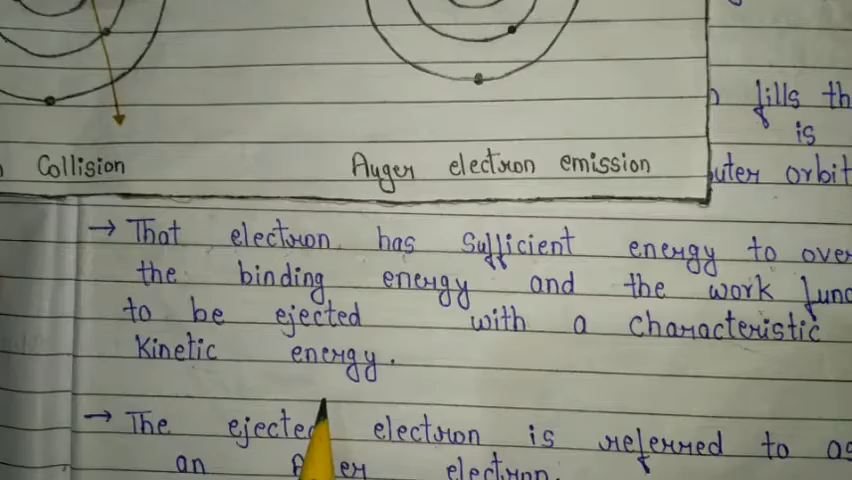 fills th
is
Collision Auger electron emission uter orbit
→ That electron has sufficient energy to over
the binding energy and the work func
to be ejected with a characteristic
Kinetic energy.
→ The ejected electron is referred to as
an er electron.